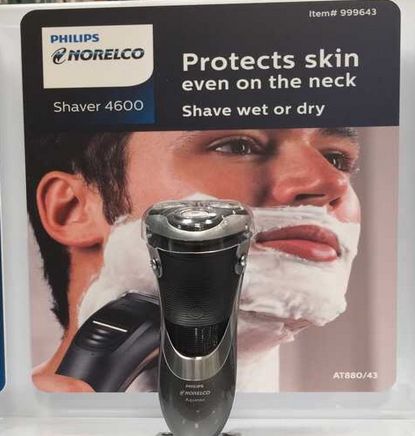 Item# 999643
PHILIPS
NORELCO
Shaver 4600
Protects skin
even on the neck
Shave wet or dry
AT880/43
PHILIPS
NORELCO
Aquatec